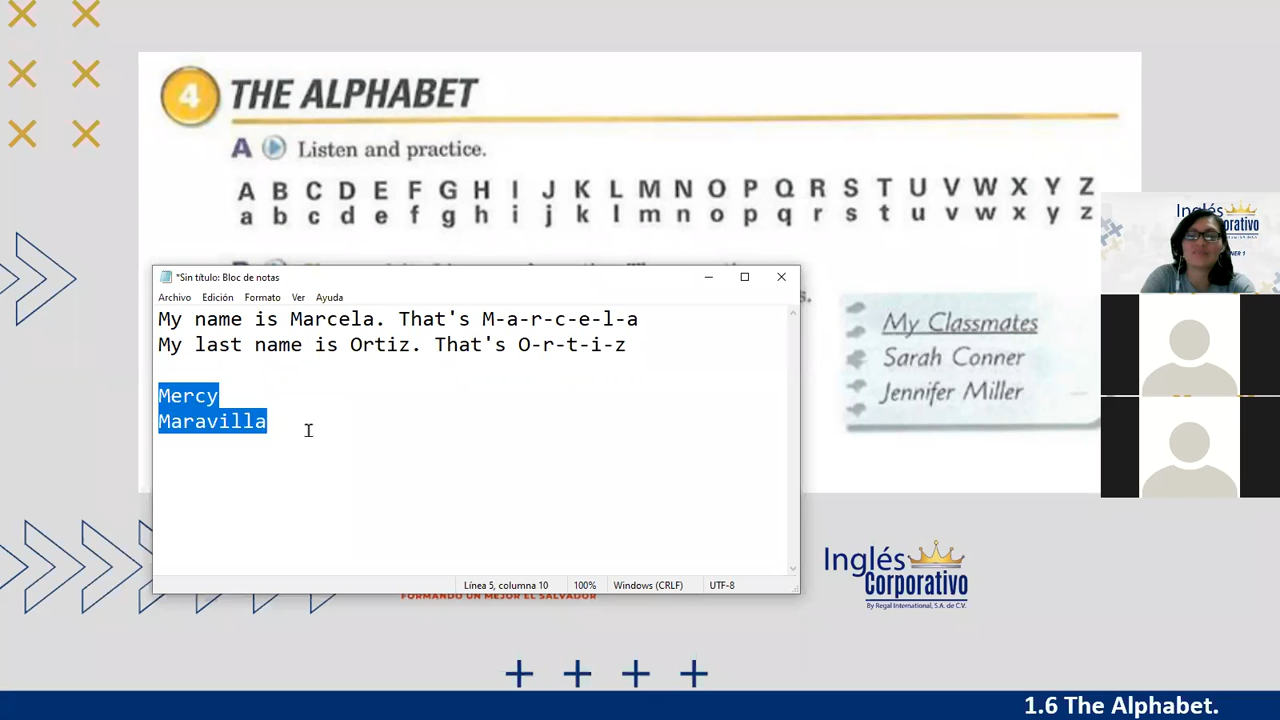 4 THE ALPHABET
A Listen and practice.
A B C D E F G H I J K L M N O P Q R S T U V W X Y Z
a b c d e f g h i j k l m n o p q r s t u v w x y z
*Sin título: Bloc de notas
Archivo Edición Formato Ver Ayuda
My name is Marcela. That's M-a-r-c-e-l-a
My last name is Ortiz. That's O-r-t-i-z
Mercy
Maravilla
Línea 5, columna 10 100% Windows (CRLF) UTF-8
My Classmates
Sarah Conner
Jennifer Miller
Inglés
Corporativo
By Regal International, S.A. de C.V.
FORMANDO UN MEJOR EL SALVADOR
Inglés
1.6 The Alphabet.